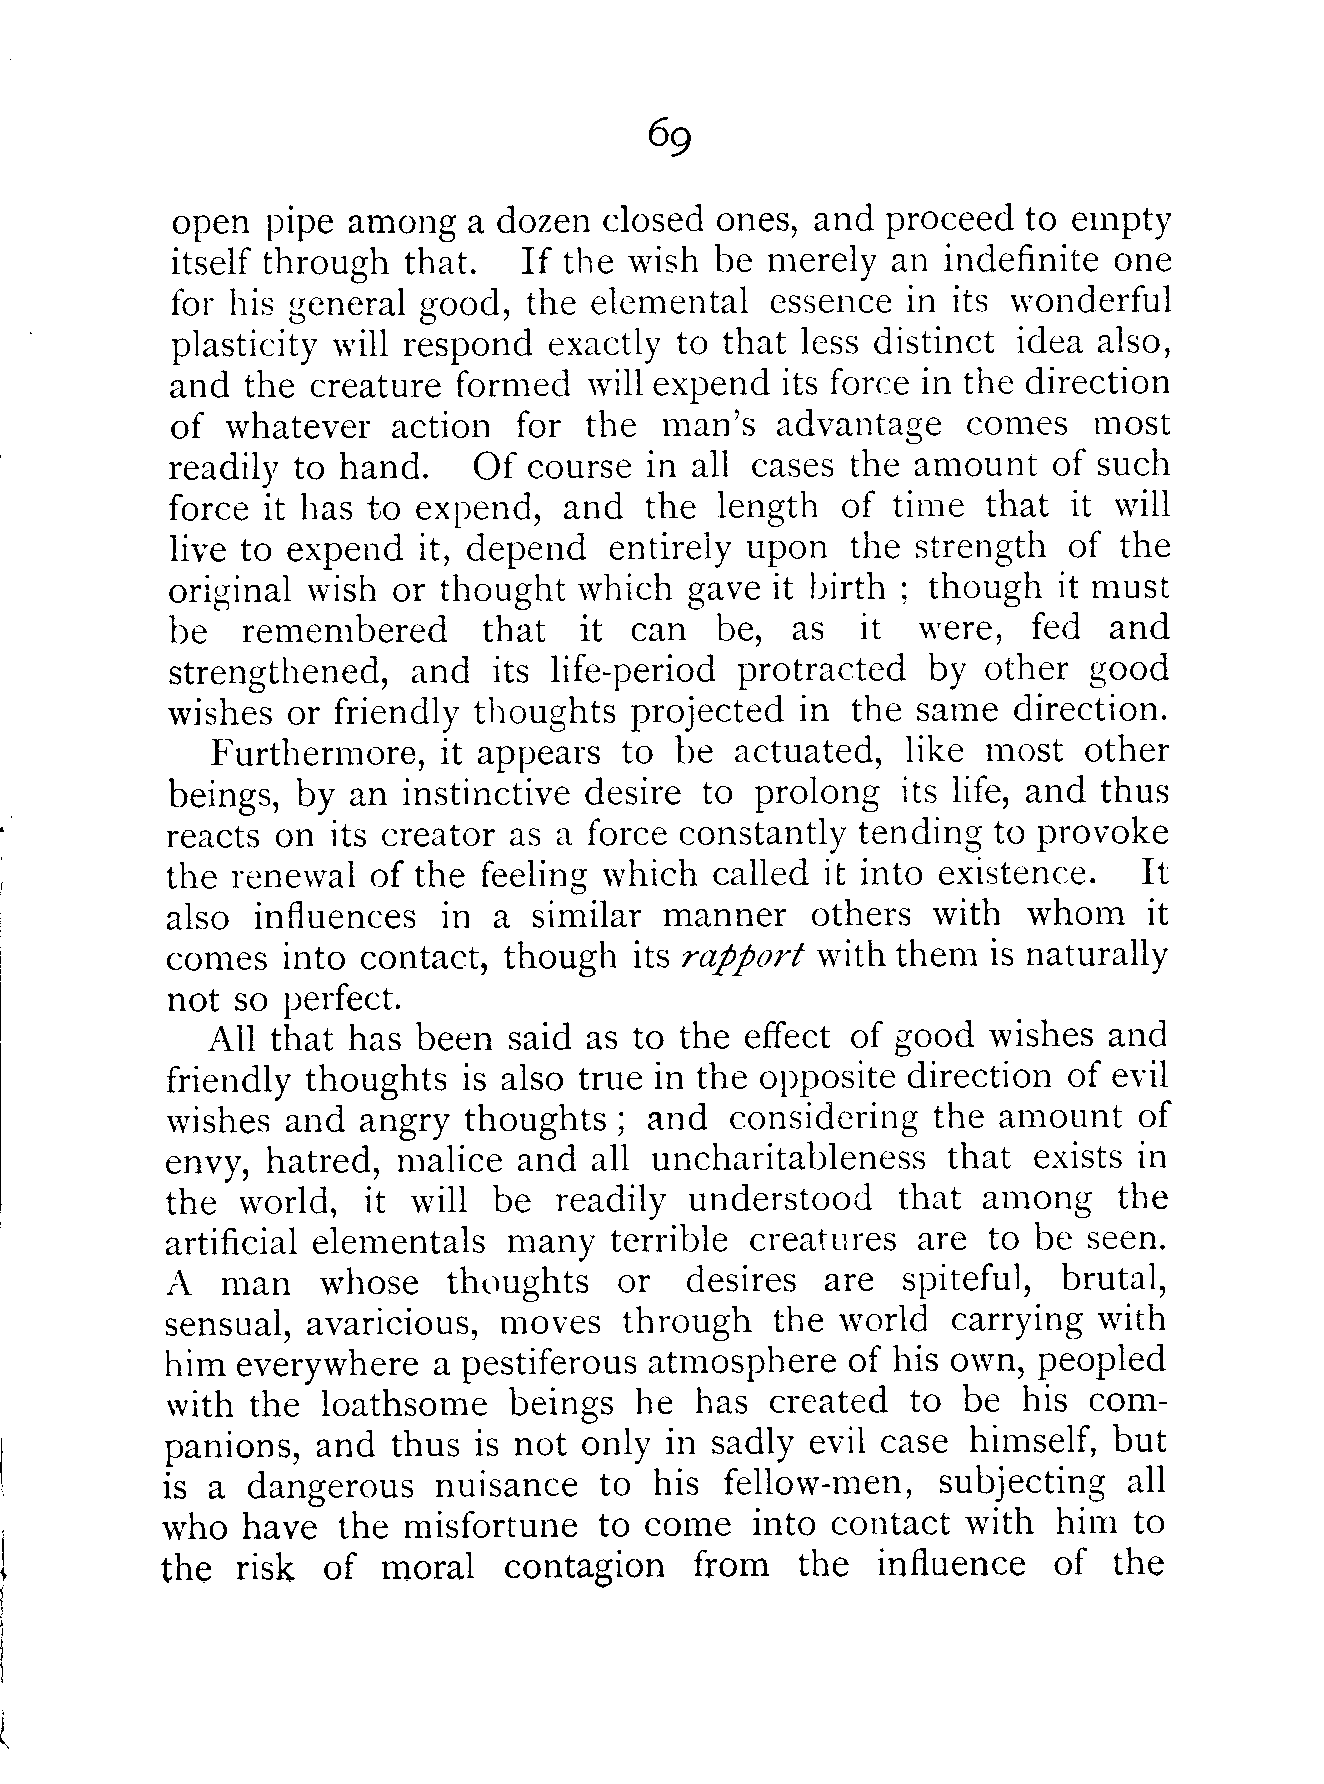 69
open pipe among a dozen closed ones, and proceed to empty
itself through that. If the wish be merely an indefinite one
for his general good, the elemental essence in its wonderful
plasticity will respond exactly to that less distinct idea also,
and the creature formed will expend its force in the direction
of whatever action for the man's advantage comes most
readily to hand. Of course in all cases the amount of such
force it has to expend, and the length of time that it will
live to expend it, depend entirely upon the strength of the
original wish or thought which gave it birth ; though it must
be remembered that it can be, as it were, fed and
strengthened, and its life-period protracted by other good
wishes or friendly thoughts projected in the same direction.
Furthermore, it appears to be actuated, like most other
beings, by an instinctive desire to prolong its life, and thus
reacts on its creator as a force constantly tending to provoke
the renewal of the feeling which called it into existence. It
also influences in a similar manner others with whom it
comes into contact, though its rapport with them is naturally
not so perfect.
All that has been said as to the effect of good wishes and
friendly thoughts is also true in the opposite direction of evil
wishes and angry thoughts ; and considering the amount of
envy, hatred, malice and all uncharitableness that exists in
the world, it will be readily understood that among the
artificial elementals many terrible creatures are to be seen.
A man whose thoughts or desires are spiteful, brutal,
sensual, avaricious, moves through the world carrying with
him everywhere a pestiferous atmosphere of his own, peopled
with the loathsome beings he has created to be his com-
panions, and thus is not only in sadly evil case himself, but
is a dangerous nuisance to his fellow-men, subjecting all
who have the misfortune to come into contact with him to
the risk of moral contagion from the influence of the